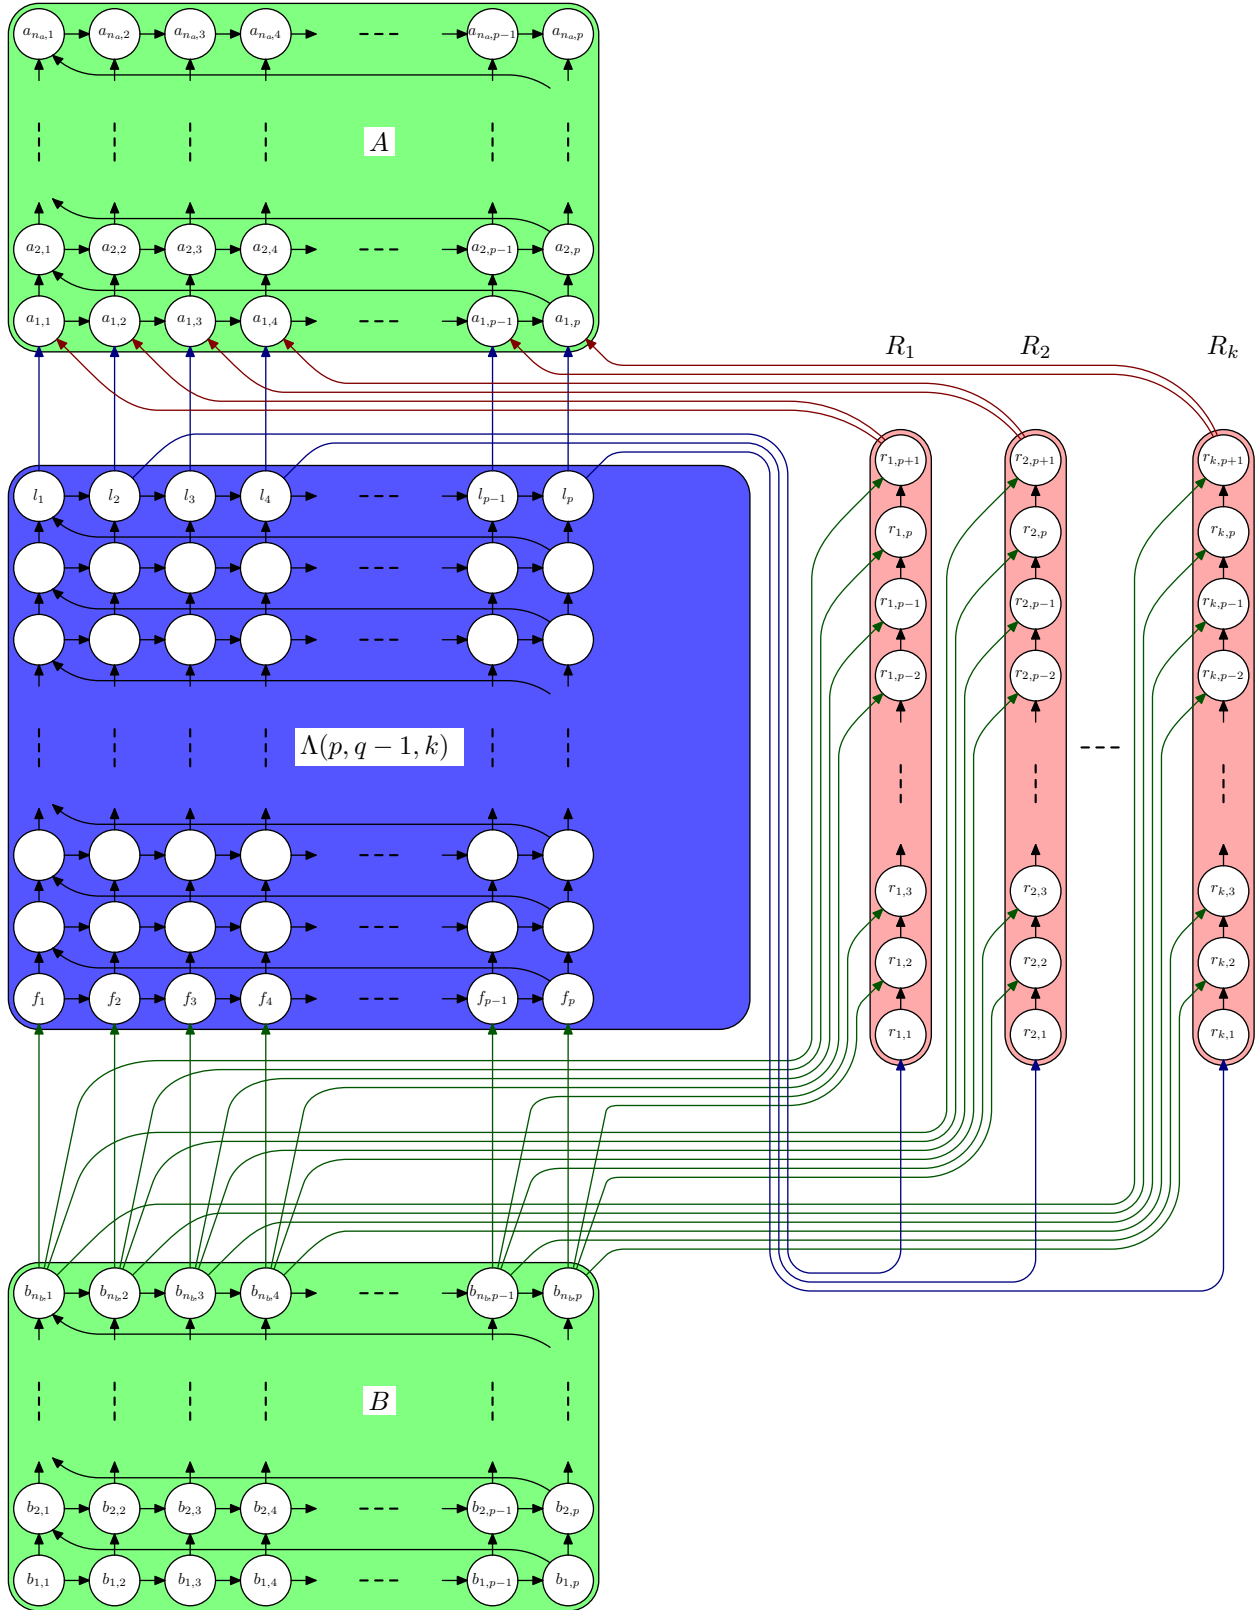 a_{n_a,1} a_{n_a,2} a_{n_a,3} a_{n_a,4} a_{n_a,p−1} a_{n_a,p}
A
a_{2,1} a_{2,2} a_{2,3} a_{2,4} a_{2,p−1} a_{2,p}
a_{1,1} a_{1,2} a_{1,3} a_{1,4} a_{1,p−1} a_{1,p}
R_1 R_2 R_k
r_{1,p+1} r_{2,p+1} r_{k,p+1}
l_1 l_2 l_3 l_4 l_{p−1} l_p
r_{1,p} r_{2,p} r_{k,p}
r_{1,p−1} r_{2,p−1} r_{k,p−1}
r_{1,p−2} r_{2,p−2} r_{k,p−2}
Λ(p, q − 1, k)
r_{1,3} r_{2,3} r_{k,3}
r_{1,2} r_{2,2} r_{k,2}
f_1 f_2 f_3 f_4 f_{p−1} f_p
r_{1,1} r_{2,1} r_{k,1}
b_{n_b,1} b_{n_b,2} b_{n_b,3} b_{n_b,4} b_{n_b,p−1} b_{n_b,p}
B
b_{2,1} b_{2,2} b_{2,3} b_{2,4} b_{2,p−1} b_{2,p}
b_{1,1} b_{1,2} b_{1,3} b_{1,4} b_{1,p−1} b_{1,p}